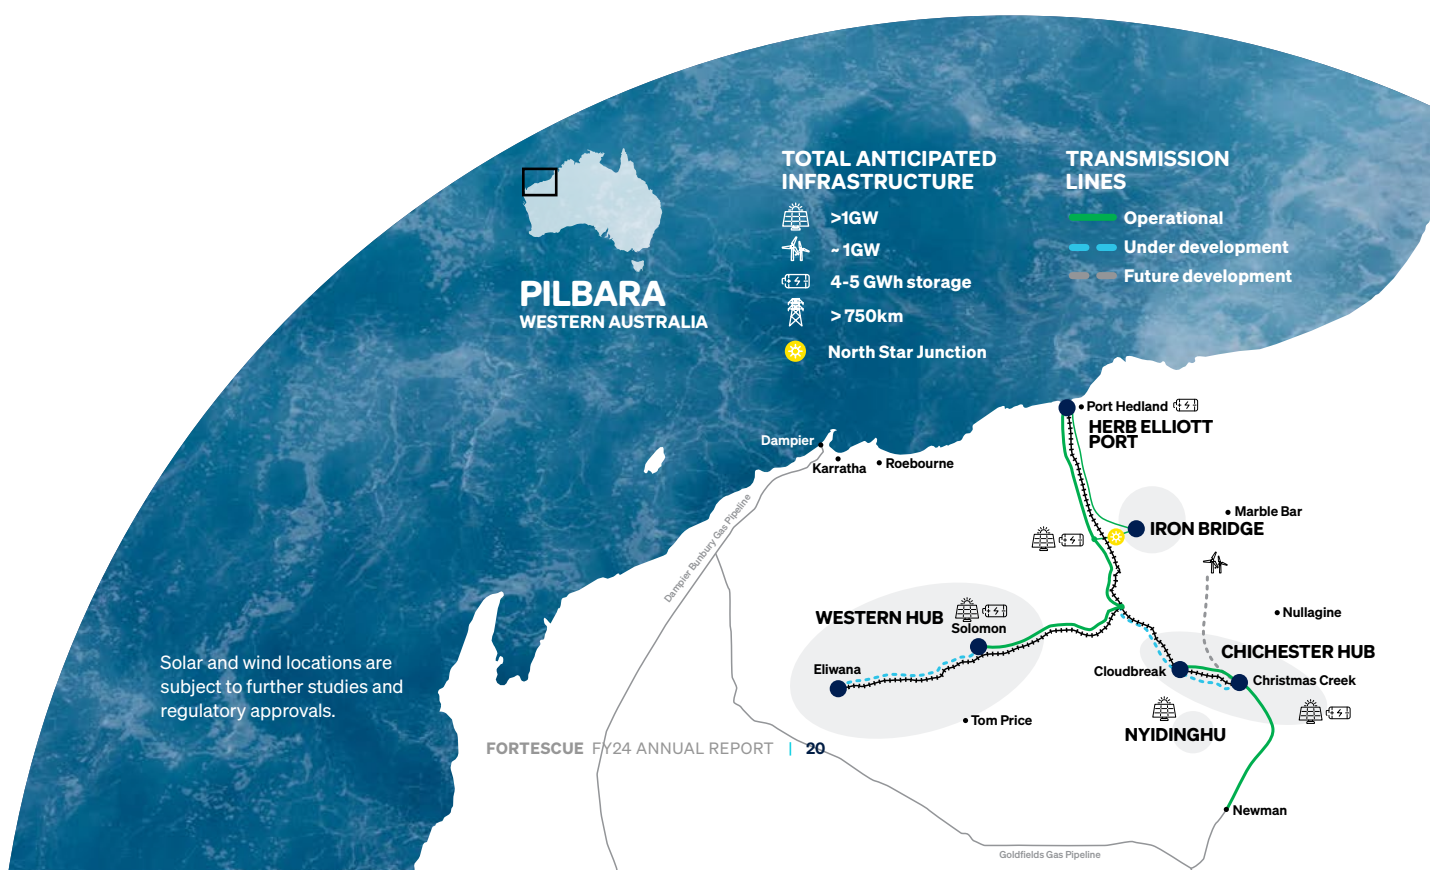 TOTAL ANTICIPATED
INFRASTRUCTURE
>1GW
~ 1GW
4-5 GWh storage
> 750km
North Star Junction
TRANSMISSION
LINES
Operational
Under development
Future development
PILBARA
WESTERN AUSTRALIA
Port Hedland
HERB ELLIOTT
PORT
Dampier
Karratha
Roebourne
Dampier Bunbury Gas Pipeline
Marble Bar
IRON BRIDGE
WESTERN HUB
Solomon
Nullagine
Eliwana
CHICHESTER HUB
Cloudbreak
Christmas Creek
Solar and wind locations are
subject to further studies and
regulatory approvals.
Tom Price
NYIDINGHU
FORTESCUE FY24 ANNUAL REPORT | 20
Newman
Goldfields Gas Pipeline